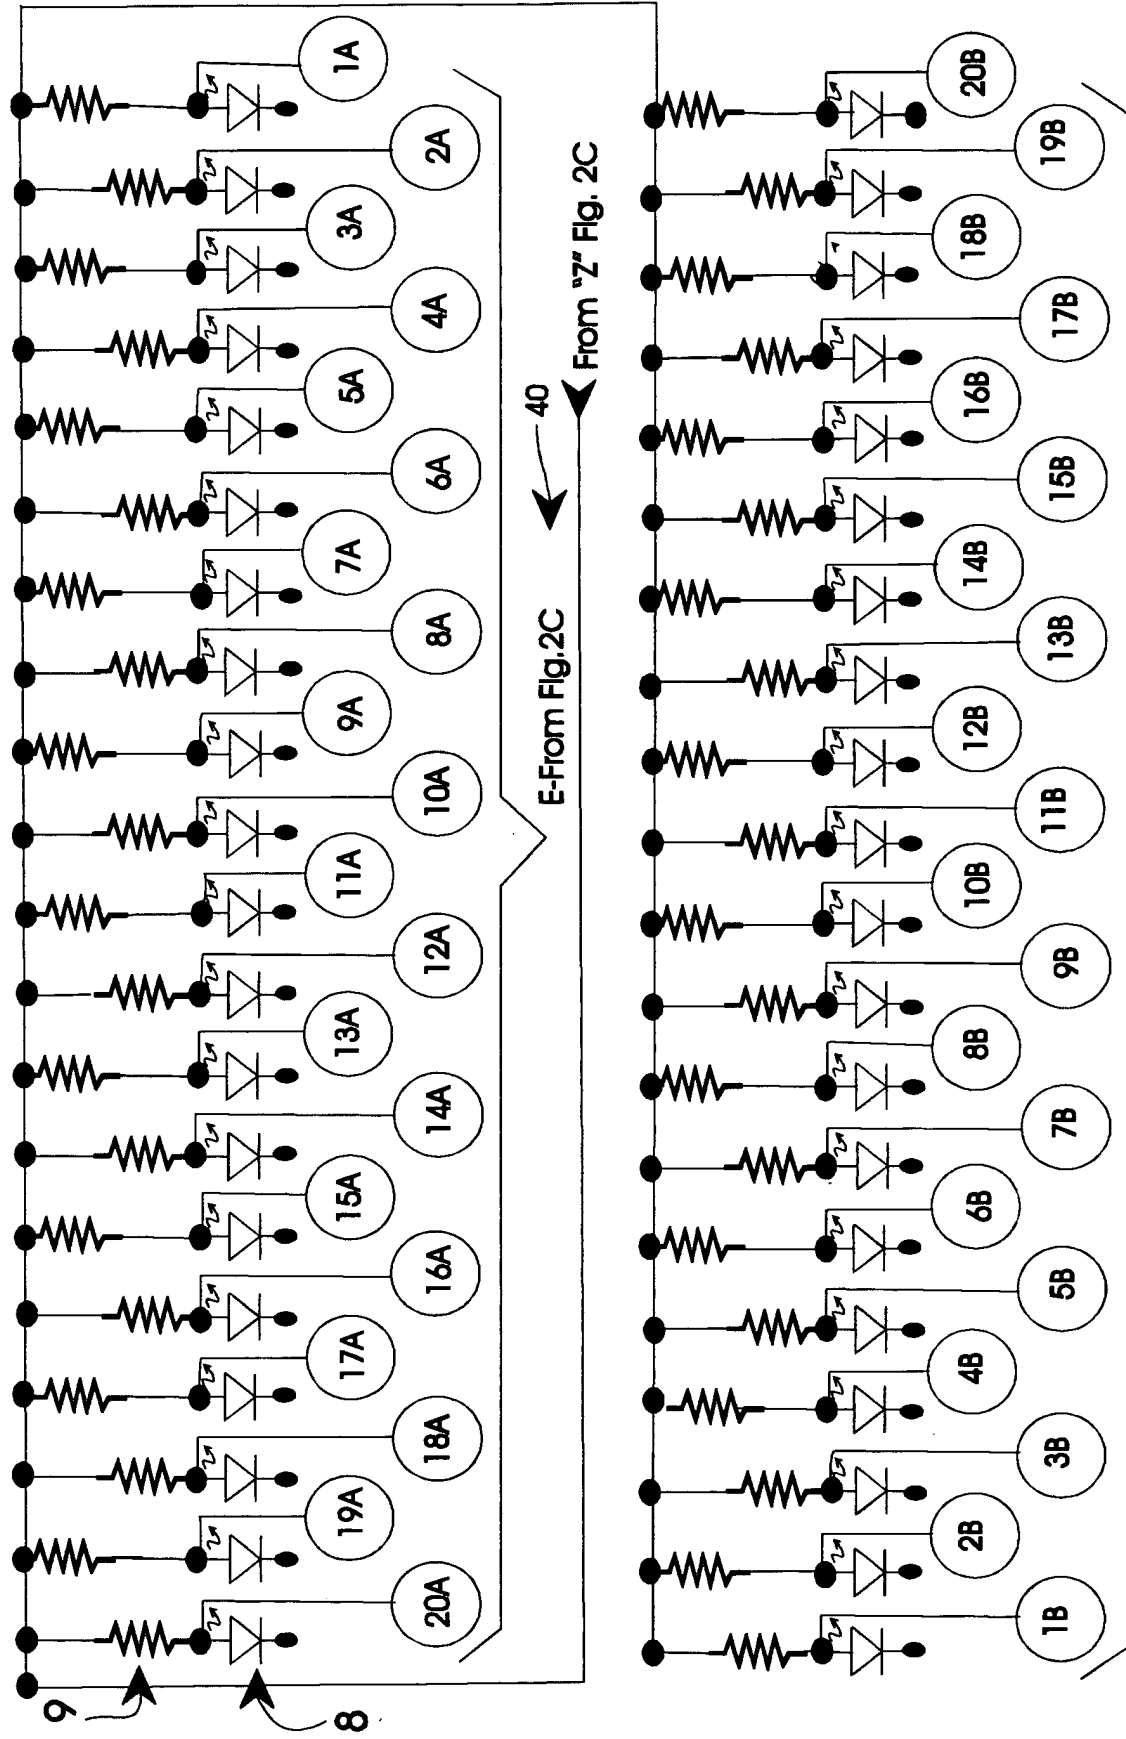 9
8
20A
19A
18A
17A
16A
15A
14A
13A
12A
11A
10A
9A
8A
7A
6A
5A
4A
3A
2A
1A
E-From Fig.2C
40
From "Z" Fig. 2C
1B
2B
3B
4B
5B
6B
7B
8B
9B
10B
11B
12B
13B
14B
15B
16B
17B
18B
19B
20B